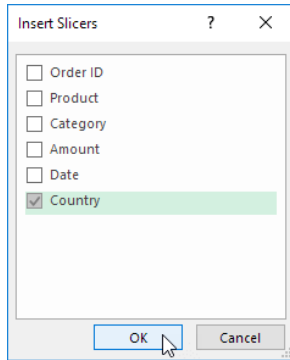 Insert Slicers ?
Order ID
Product
Category
Amount
Date
Country
OK Cancel